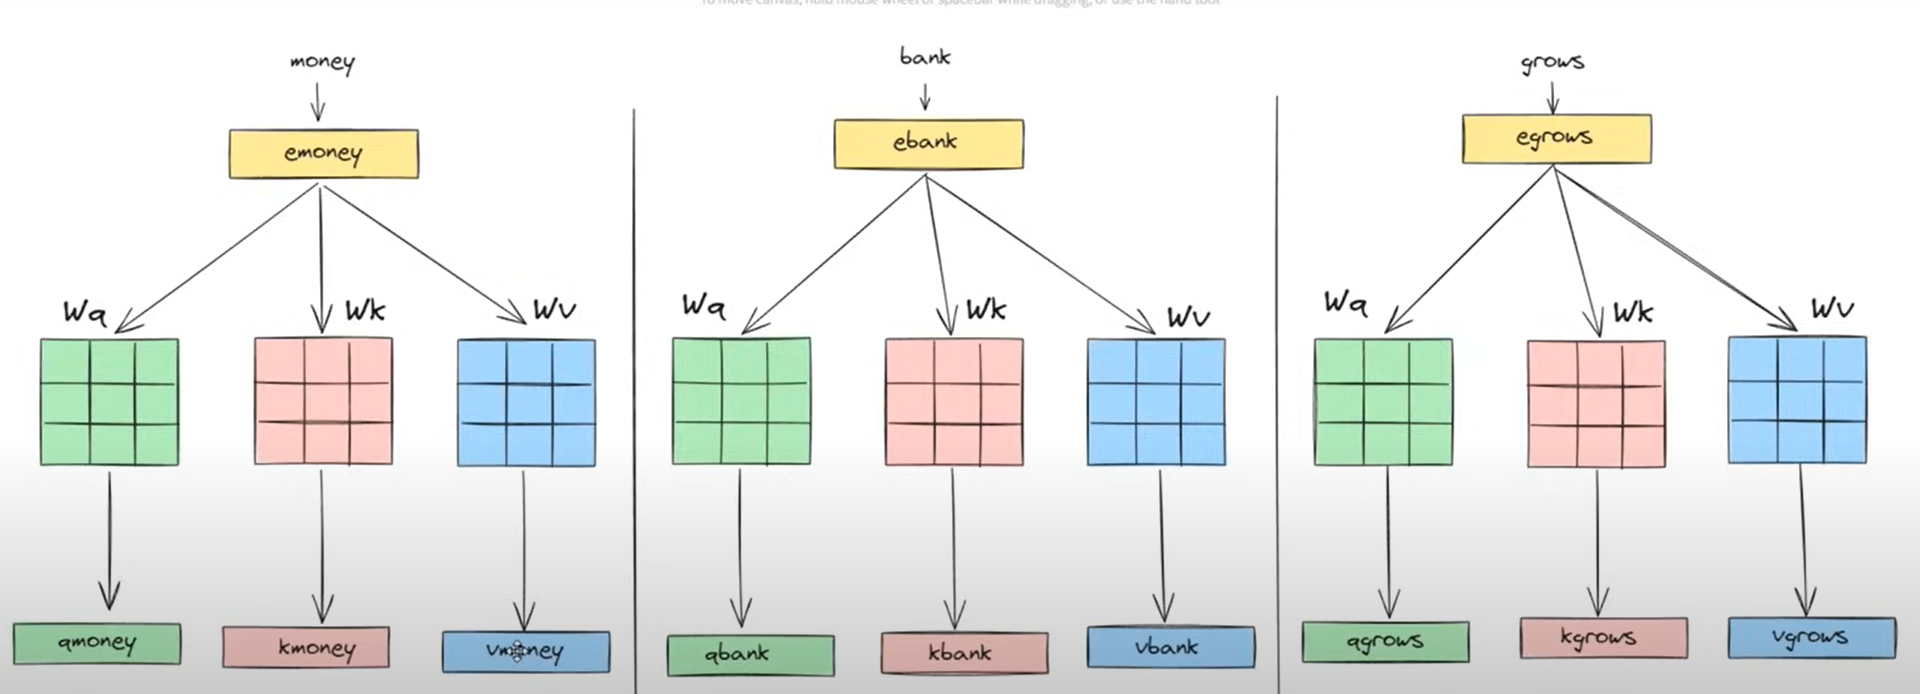 To move canvas, hold mouse wheel or spacebar while dragging, or use the hand tool
money
emoney
Wq
Wk
Wv
qmoney
kmoney
vmoney
bank
ebank
Wq
Wk
Wv
qbank
kbank
vbank
grows
egrows
Wq
Wk
Wv
qgrows
kgrows
vgrows